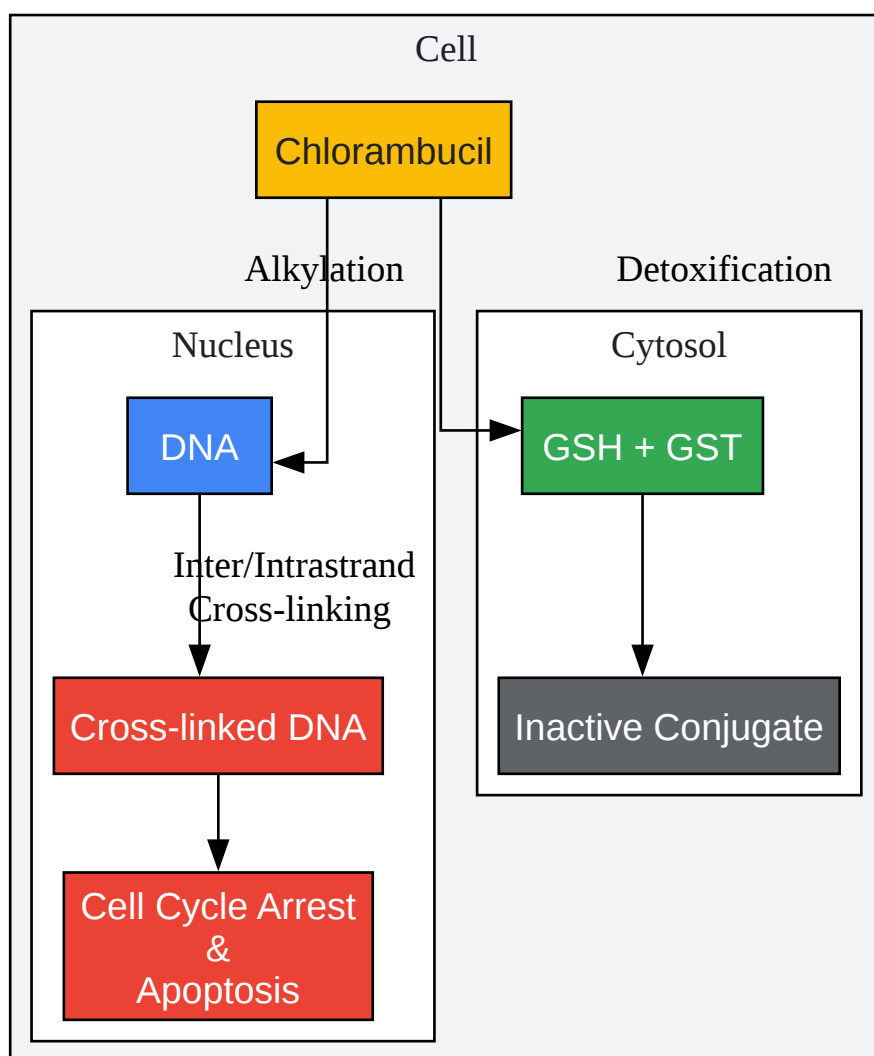 Cell
Chlorambucil
Alkylation
Detoxification
Nucleus
Cytosol
DNA
GSH + GST
Inter/Intrastrand
Cross-linking
Cross-linked DNA
Inactive Conjugate
Cell Cycle Arrest
&
Apoptosis